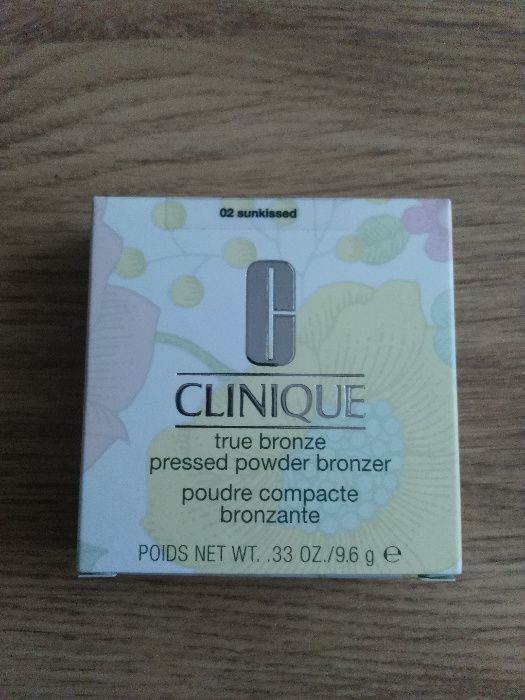 02 sunkissed
CLINIQUE
true bronze
pressed powder bronzer
poudre compacte
bronzante
POIDS NET WT. .33 OZ./9.6 g ℮